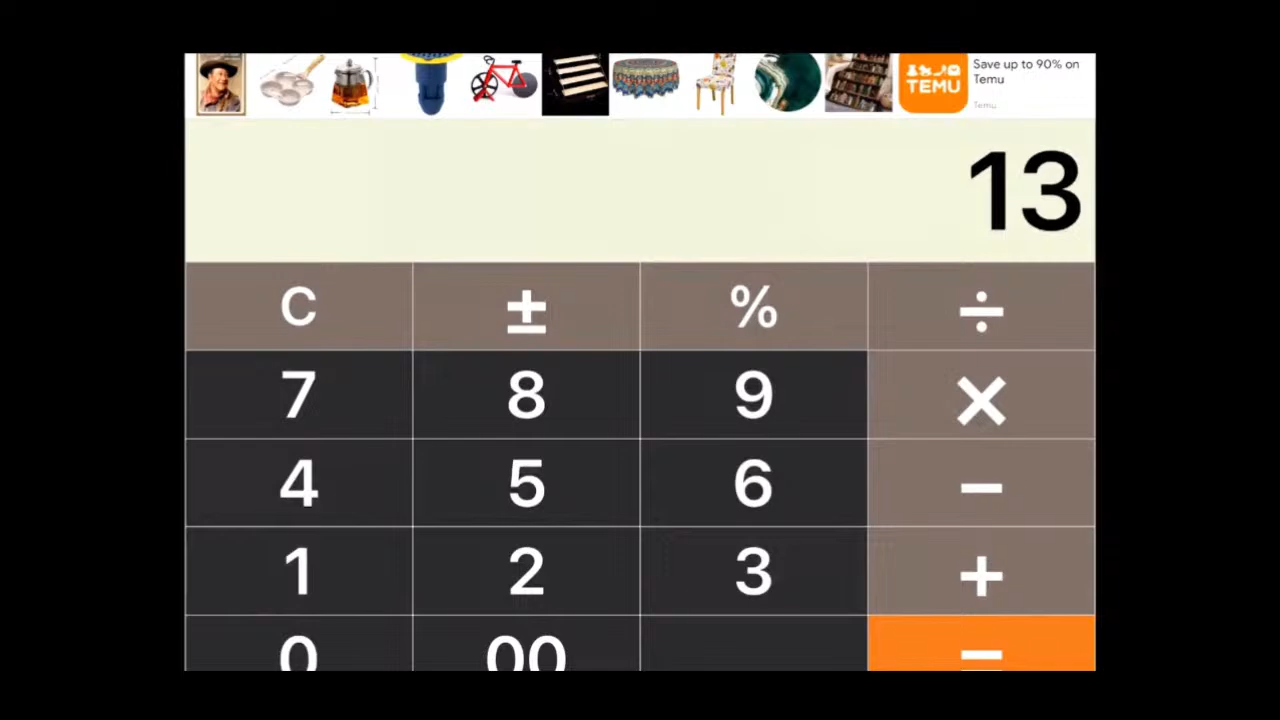 Save up to 90% on
Temu
TEMU
Temu
13
C ± % ÷
7 8 9 ×
4 5 6 −
1 2 3 +
0 00 =